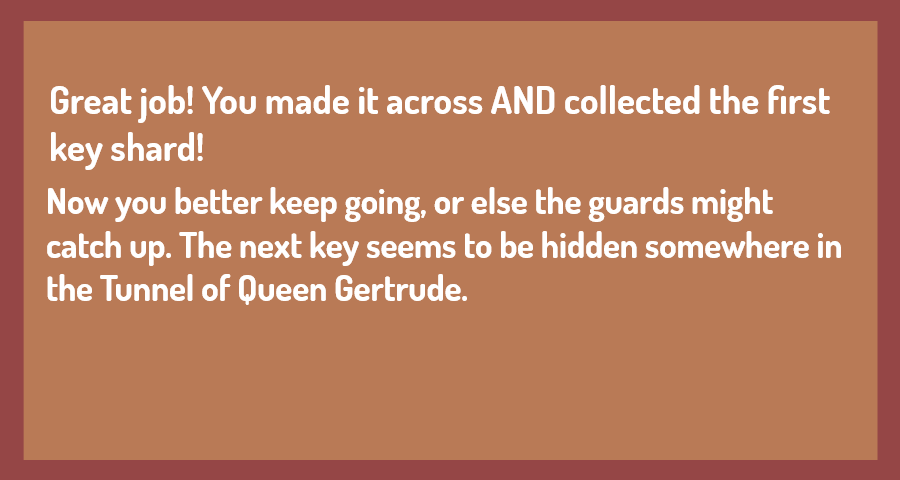 Great job! You made it across AND collected the first
key shard!
Now you better keep going, or else the guards might
catch up. The next key seems to be hidden somewhere in
the Tunnel of Queen Gertrude.